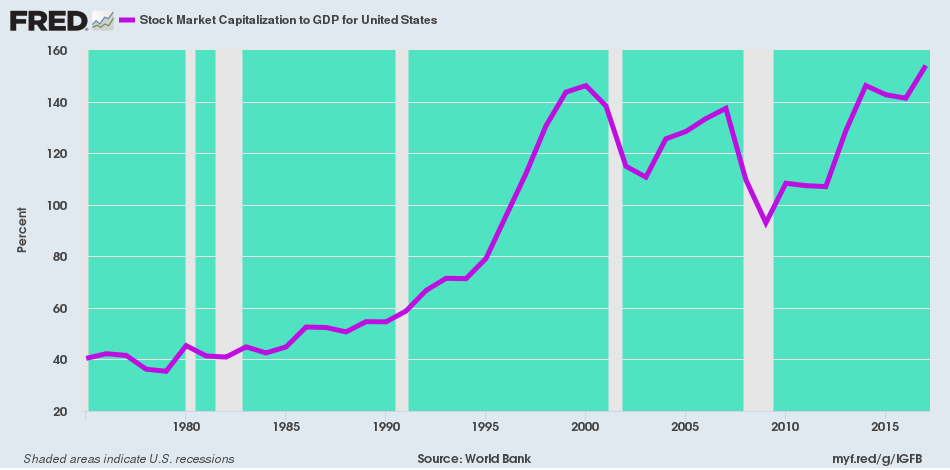 FRED
Stock Market Capitalization to GDP for United States
160
140
120
100
80
60
40
20
Percent
1980 1985 1990 1995 2000 2005 2010 2015
Shaded areas indicate U.S. recessions Source: World Bank myf.red/g/IGFB